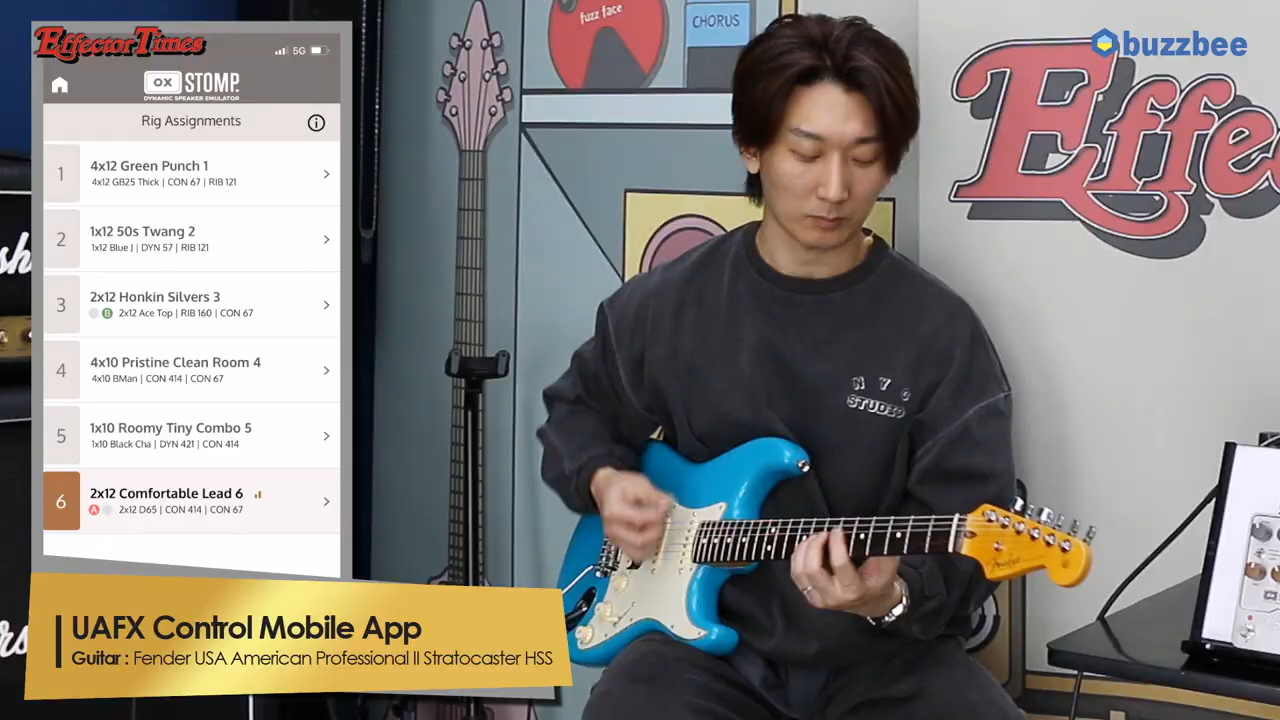 Effector Times
5G
OX STOMP
DYNAMIC SPEAKER EMULATOR
Rig Assignments
1
4x12 Green Punch 1
4x12 GB25 Thick | CON 67 | RIB 121
2
1x12 50s Twang 2
1x12 Blue J | DYN 57 | RIB 121
3
2x12 Honkin Silvers 3
B 2x12 Ace Top | RIB 160 | CON 67
4
4x10 Pristine Clean Room 4
4x10 BMan | CON 414 | CON 67
5
1x10 Roomy Tiny Combo 5
1x10 Black Cha | DYN 421 | CON 414
6
2x12 Comfortable Lead 6
A 2x12 D65 | CON 414 | CON 67
UAFX Control Mobile App
Guitar : Fender USA American Professional II Stratocaster HSS
fuzz face
CHORUS
buzzbee
Effe
NYC
STUDIO
Fender